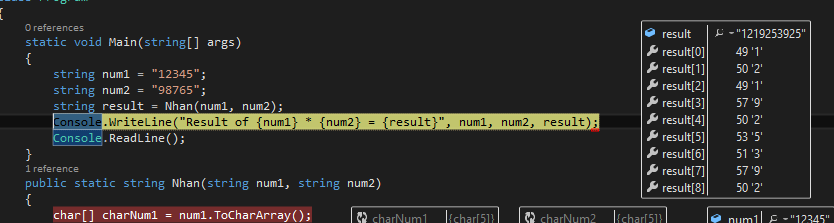 {
0 references
static void Main(string[] args)
{
string num1 = "12345";
string num2 = "98765";
string result = Nhan(num1, num2);
Console.WriteLine("Result of {num1} * {num2} = {result}", num1, num2, result);
Console.ReadLine();
}
1 reference
public static string Nhan(string num1, string num2)
{
char[] charNum1 = num1.ToCharArray();
result "1219253925"
result[0] 49 '1'
result[1] 50 '2'
result[2] 49 '1'
result[3] 57 '9'
result[4] 50 '2'
result[5] 53 '5'
result[6] 51 '3'
result[7] 57 '9'
result[8] 50 '2'
charNum1 {char[5]}
charNum2 {char[5]}
num1 "12345"